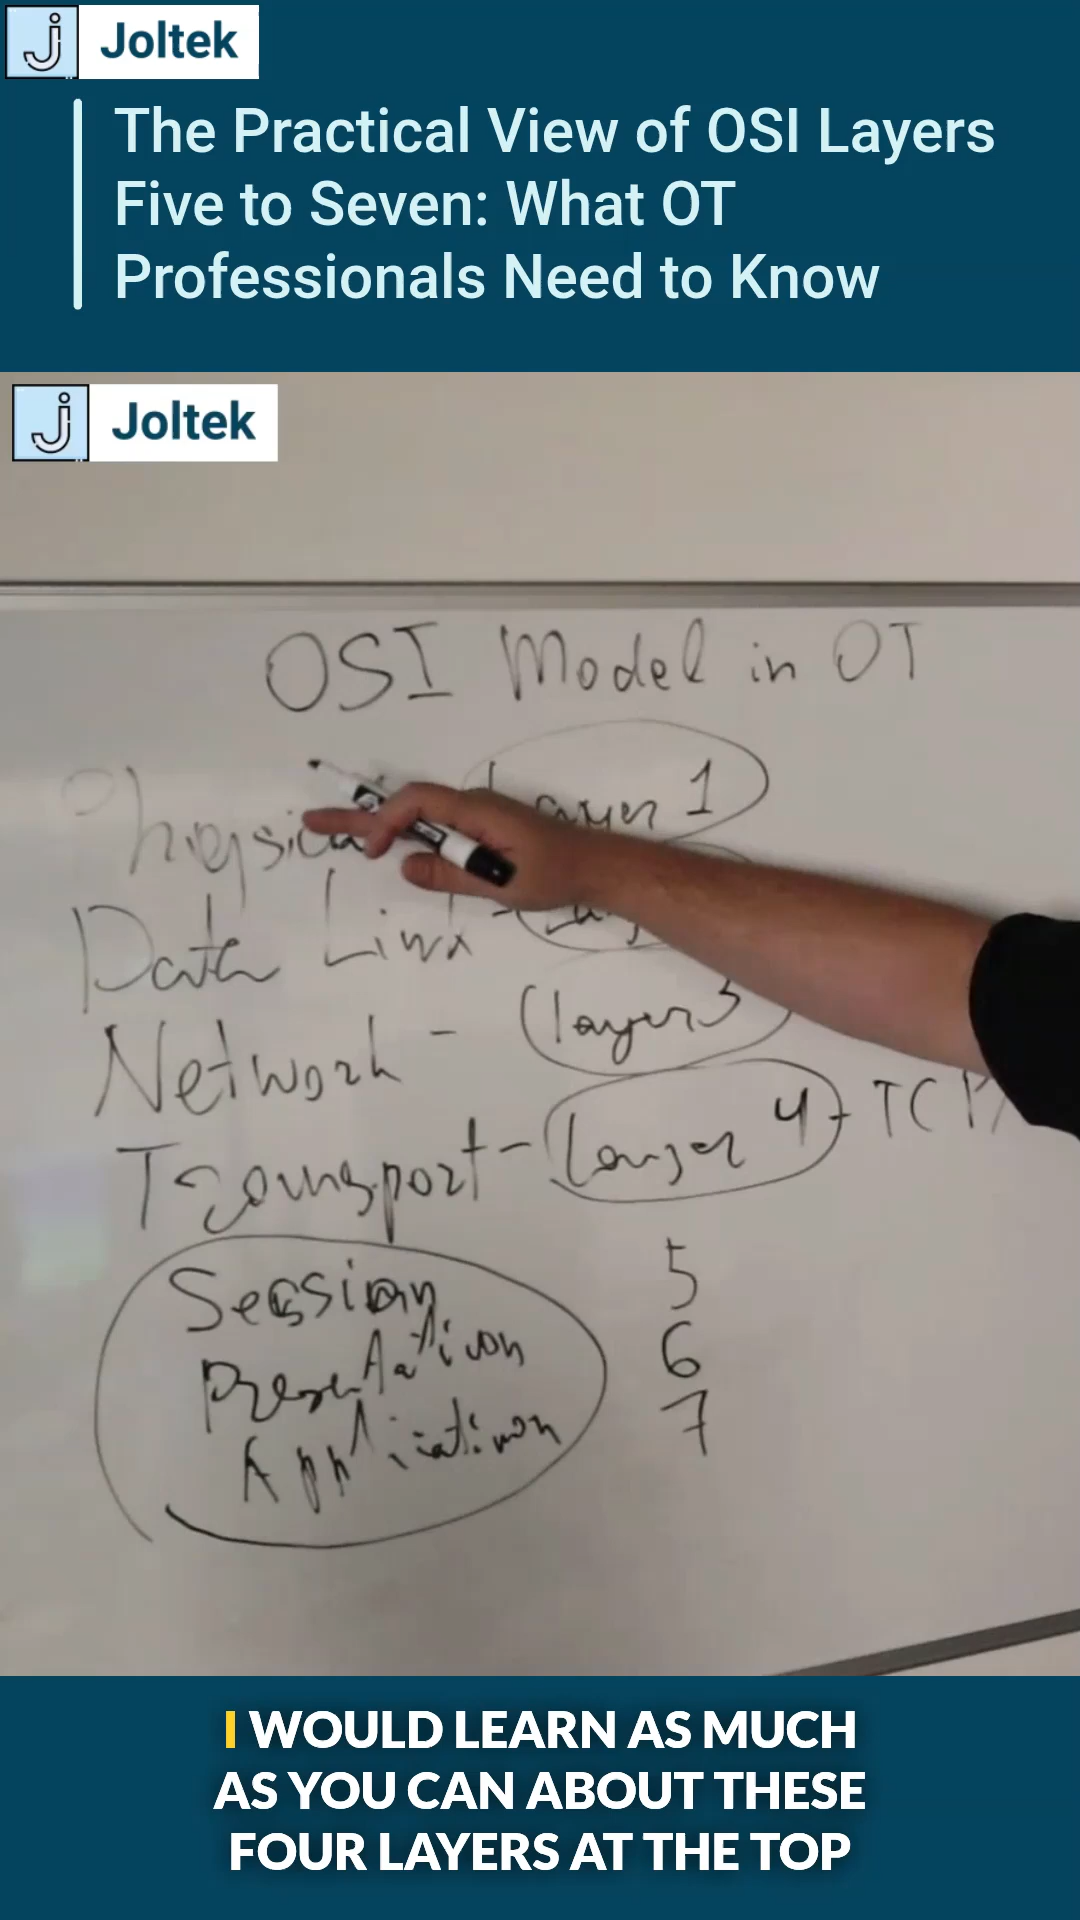 Joltek
The Practical View of OSI Layers
Five to Seven: What OT
Professionals Need to Know
Joltek
OSI Model in OT
Physical Layer 1
Data Link -
Network - Layer 3
Transport - Layer 4 - TCP/
Session 5
Presentation 6
Application 7
I WOULD LEARN AS MUCH
AS YOU CAN ABOUT THESE
FOUR LAYERS AT THE TOP